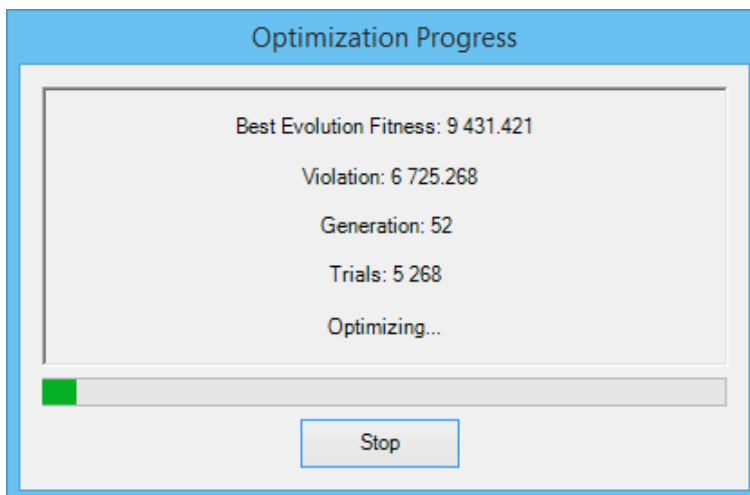 Optimization Progress
Best Evolution Fitness: 9 431.421
Violation: 6 725.268
Generation: 52
Trials: 5 268
Optimizing...
Stop